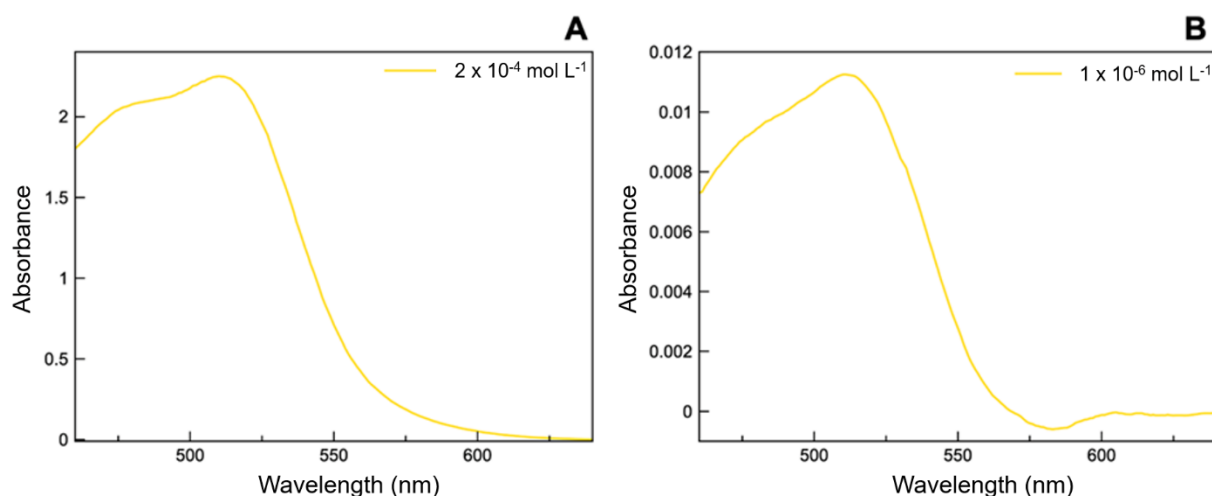 A
2 x 10⁻⁴ mol L⁻¹
2
1.5
1
0.5
0
Absorbance
500
550
600
Wavelength (nm)
B
0.012
1 x 10⁻⁶ mol L⁻¹
0.01
0.008
0.006
0.004
0.002
0
Absorbance
500
550
600
Wavelength (nm)